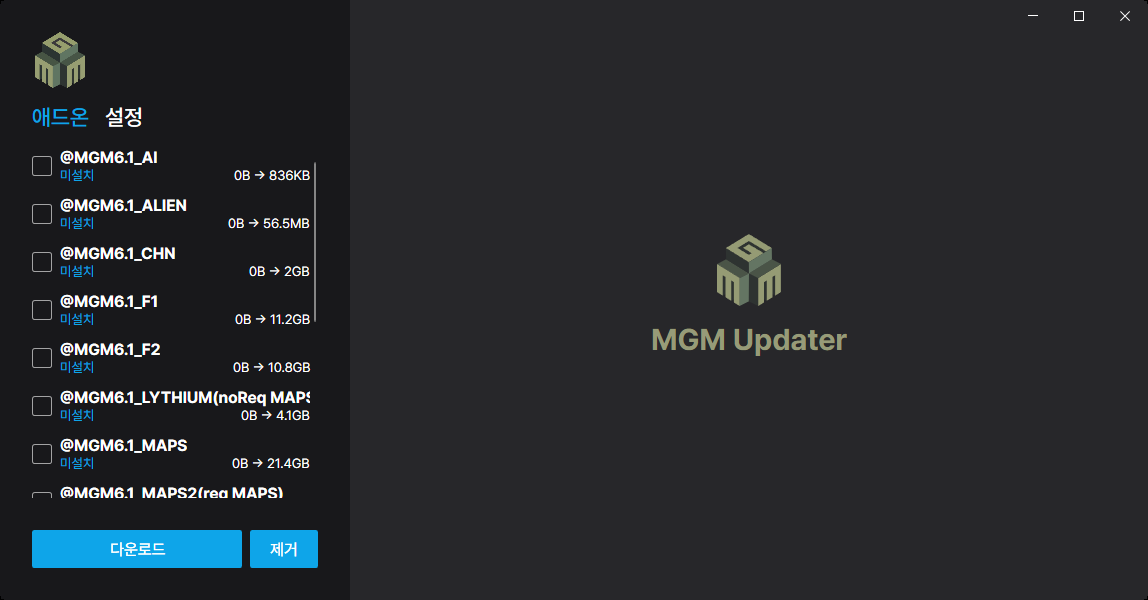 G
M M
애드온 설정
@MGM6.1_AI
미설치 0B → 836KB
@MGM6.1_ALIEN
미설치 0B → 56.5MB
@MGM6.1_CHN
미설치 0B → 2GB
@MGM6.1_F1
미설치 0B → 11.2GB
@MGM6.1_F2
미설치 0B → 10.8GB
@MGM6.1_LYTHIUM(noReq MAPS
미설치 0B → 4.1GB
@MGM6.1_MAPS
미설치 0B → 21.4GB
@MGM6.1_MAPS2(req MAPS)
다운로드 제거
G
M M
MGM Updater